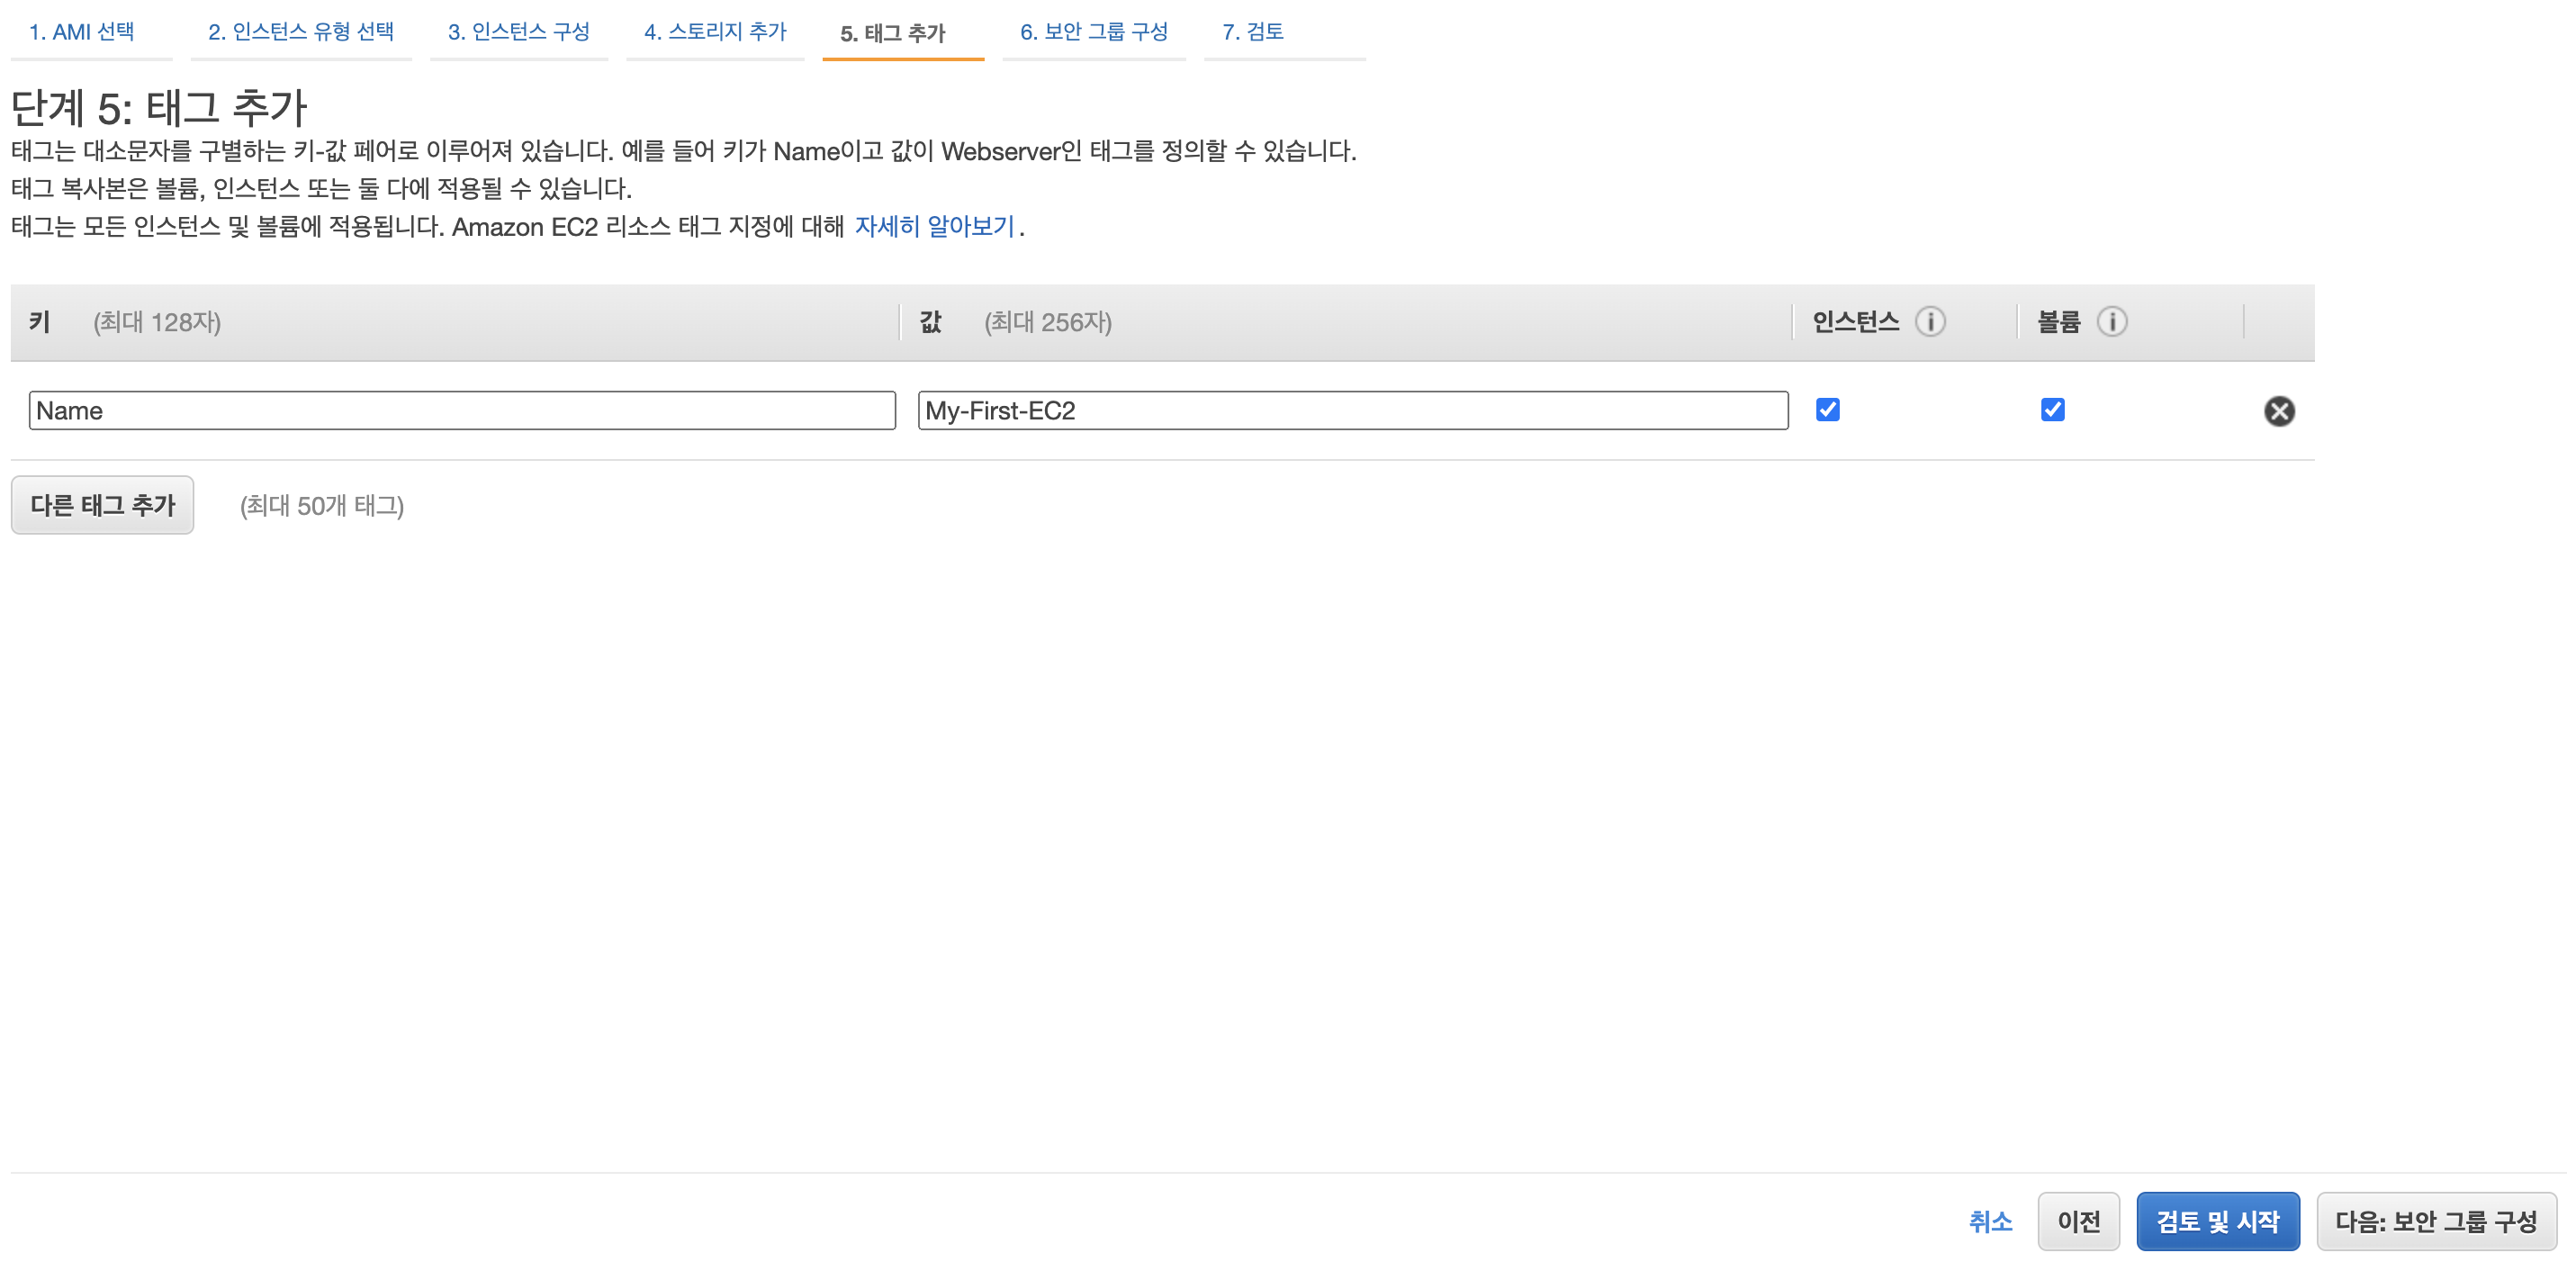 1. AMI 선택 2. 인스턴스 유형 선택 3. 인스턴스 구성 4. 스토리지 추가 5. 태그 추가 6. 보안 그룹 구성 7. 검토
단계 5: 태그 추가
태그는 대소문자를 구별하는 키-값 페어로 이루어져 있습니다. 예를 들어 키가 Name이고 값이 Webserver인 태그를 정의할 수 있습니다.
태그 복사본은 볼륨, 인스턴스 또는 둘 다에 적용될 수 있습니다.
태그는 모든 인스턴스 및 볼륨에 적용됩니다. Amazon EC2 리소스 태그 지정에 대해 자세히 알아보기.
키 (최대 128자) 값 (최대 256자) 인스턴스 i 볼륨 i
Name My-First-EC2
다른 태그 추가 (최대 50개 태그)
취소 이전 검토 및 시작 다음: 보안 그룹 구성